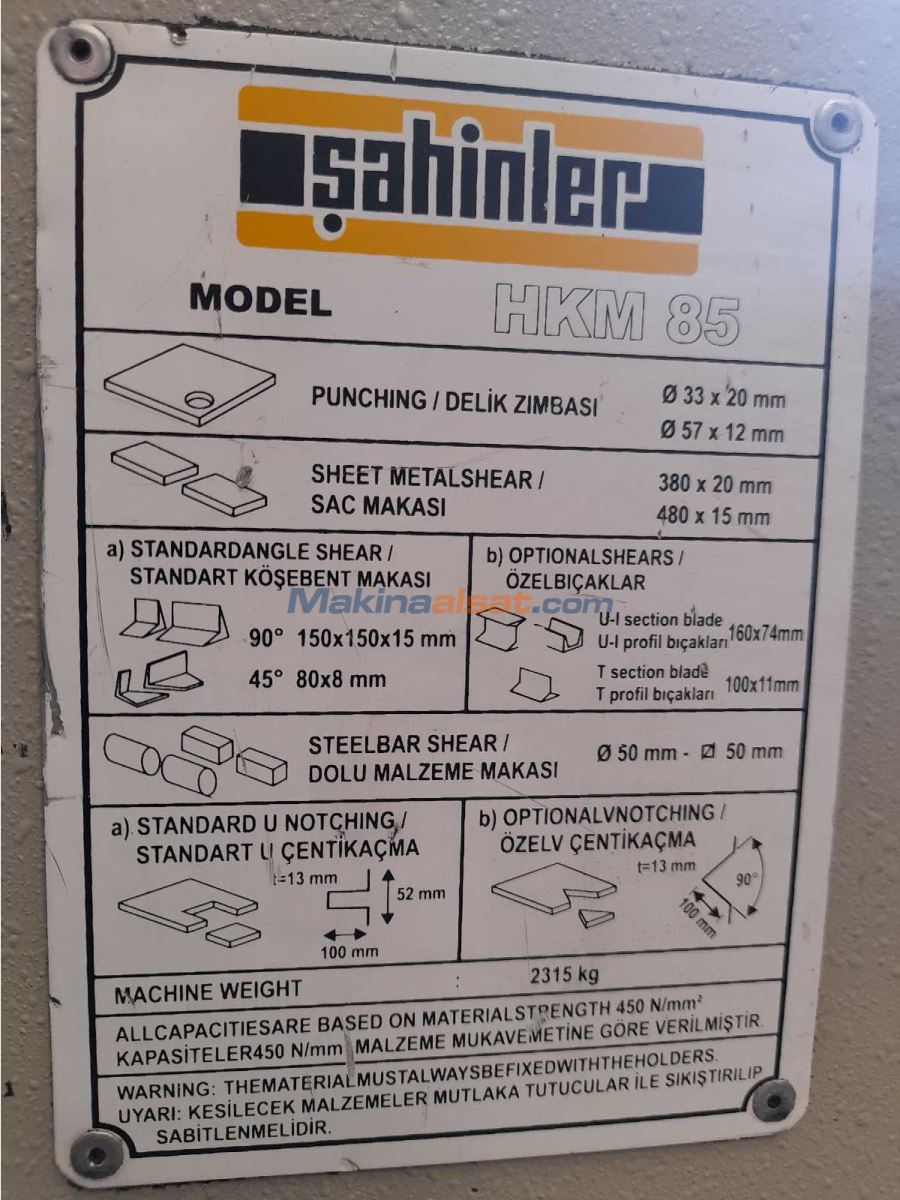 şahinler
MODEL HKM 85
PUNCHING / DELİK ZIMBASI
Ø 33 x 20 mm
Ø 57 x 12 mm
SHEET METALSHEAR /
SAC MAKASI
380 x 20 mm
480 x 15 mm
a) STANDARDANGLE SHEAR /
STANDART KÖŞEBENT MAKASI
90° 150x150x15 mm
45° 80x8 mm
b) OPTIONALSHEARS /
ÖZELBIÇAKLAR
Makinaalsat.com
U-I section blade
U-I profil bıçakları 160x74mm
T section blade
T profil bıçakları 100x11mm
STEELBAR SHEAR /
DOLU MALZEME MAKASI
Ø 50 mm - ⍁ 50 mm
a) STANDARD U NOTCHING /
STANDART U ÇENTİKAÇMA
t=13 mm
52 mm
100 mm
b) OPTIONALVNOTCHING /
ÖZELV ÇENTİKAÇMA
t=13 mm
90°
100 mm
MACHINE WEIGHT : 2315 kg
ALLCAPACITIESARE BASED ON MATERIALSTRENGTH 450 N/mm²
KAPASİTELER450 N/mm MALZEME MUKAVEMETİNE GÖRE VERİLMİŞTİR.
WARNING: THEMATERIALMUSTALWAYSBEFIXEDWITHTHEHOLDERS.
UYARI: KESİLECEK MALZEMELER MUTLAKA TUTUCULAR İLE SIKIŞTIRILIP
SABİTLENMELİDİR.